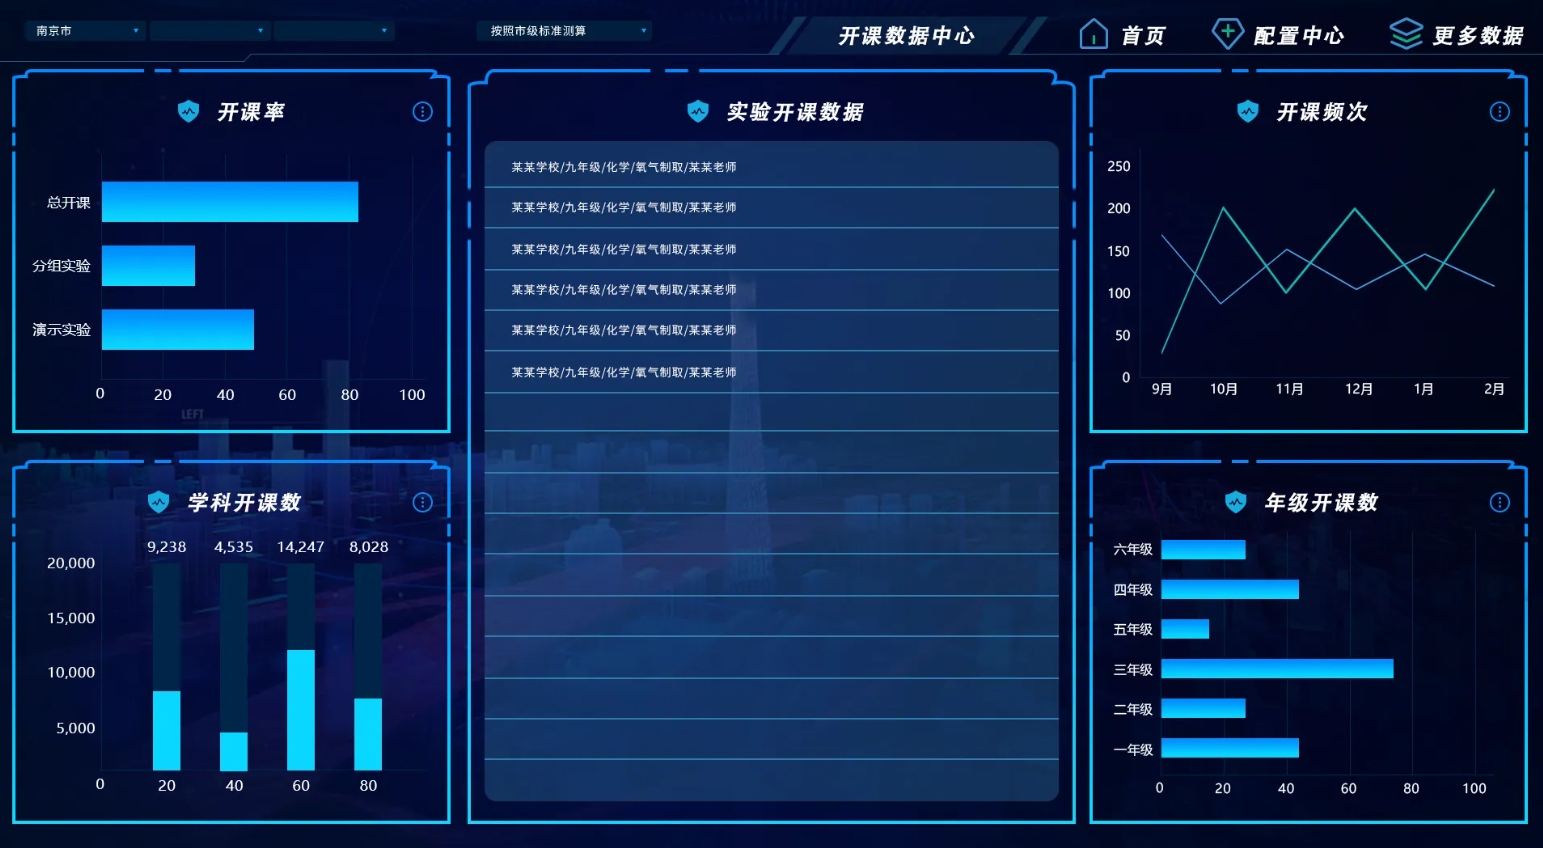 南京市
按照市级标准测算
开课数据中心
首页
配置中心
更多数据
开课率
总开课
分组实验
演示实验
0 20 40 60 80 100
LEFT
学科开课数
9,238 4,535 14,247 8,028
20,000
15,000
10,000
5,000
0 20 40 60 80
实验开课数据
某某学校/九年级/化学/氧气制取/某某老师
某某学校/九年级/化学/氧气制取/某某老师
某某学校/九年级/化学/氧气制取/某某老师
某某学校/九年级/化学/氧气制取/某某老师
某某学校/九年级/化学/氧气制取/某某老师
某某学校/九年级/化学/氧气制取/某某老师
开课频次
250
200
150
100
50
0
9月 10月 11月 12月 1月 2月
年级开课数
六年级
四年级
五年级
三年级
二年级
一年级
0 20 40 60 80 100